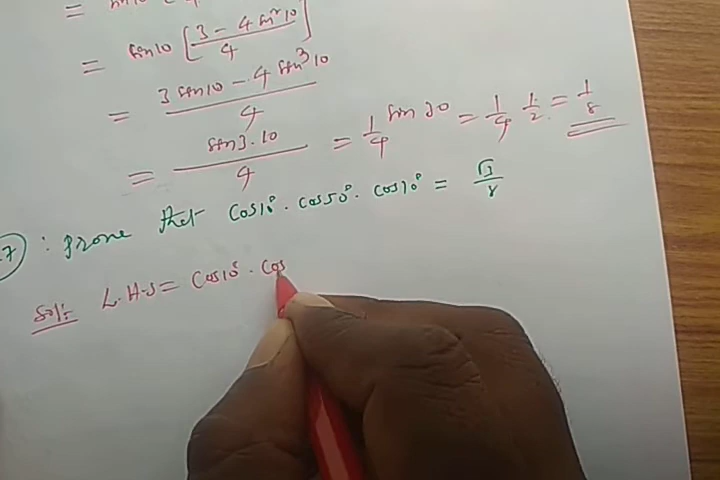 = sin10 [3 - 4 sin²10 / 4]
= 3 sin10 - 4 sin³10 / 4
= sin3.10 / 4 = 1/4 sin 30 = 1/4 . 1/2 = 1/8
7) : prove that cos10° . cos50° . cos70° = √3/8
Sol: L.H.S = cos10° . cos